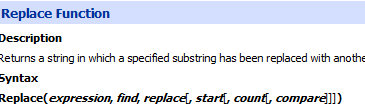 Replace Function
Description
Returns a string in which a specified substring has been replaced with anothe
Syntax
Replace(expression, find, replace[, start[, count[, compare]]])